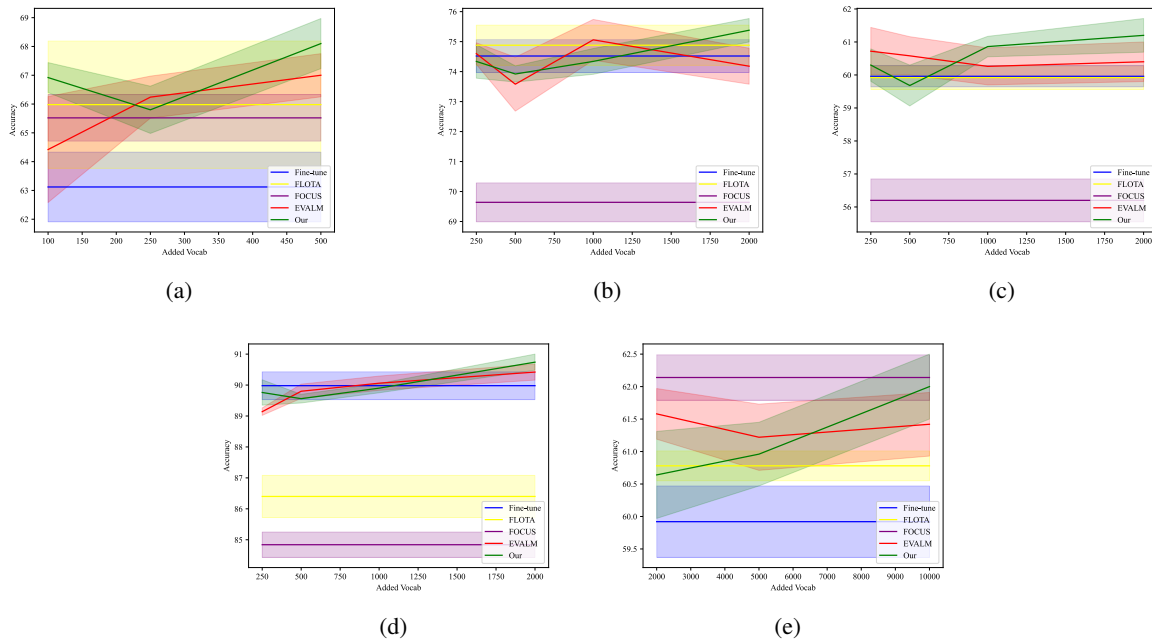 69
68
67
66
65
64
63
62
Accuracy
100 150 200 250 300 350 400 450 500
Added Vocab
Fine-tune
FLOTA
FOCUS
EVALM
Our
(a)
76
75
74
73
72
71
70
69
Accuracy
250 500 750 1000 1250 1500 1750 2000
Added Vocab
Fine-tune
FLOTA
FOCUS
EVALM
Our
(b)
62
61
60
59
58
57
56
Accuracy
250 500 750 1000 1250 1500 1750 2000
Added Vocab
Fine-tune
FLOTA
FOCUS
EVALM
Our
(c)
91
90
89
88
87
86
85
Accuracy
250 500 750 1000 1250 1500 1750 2000
Added Vocab
Fine-tune
FLOTA
FOCUS
EVALM
Our
(d)
62.5
62.0
61.5
61.0
60.5
60.0
59.5
Accuracy
2000 3000 4000 5000 6000 7000 8000 9000 10000
Added Vocab
Fine-tune
FLOTA
FOCUS
EVALM
Our
(e)